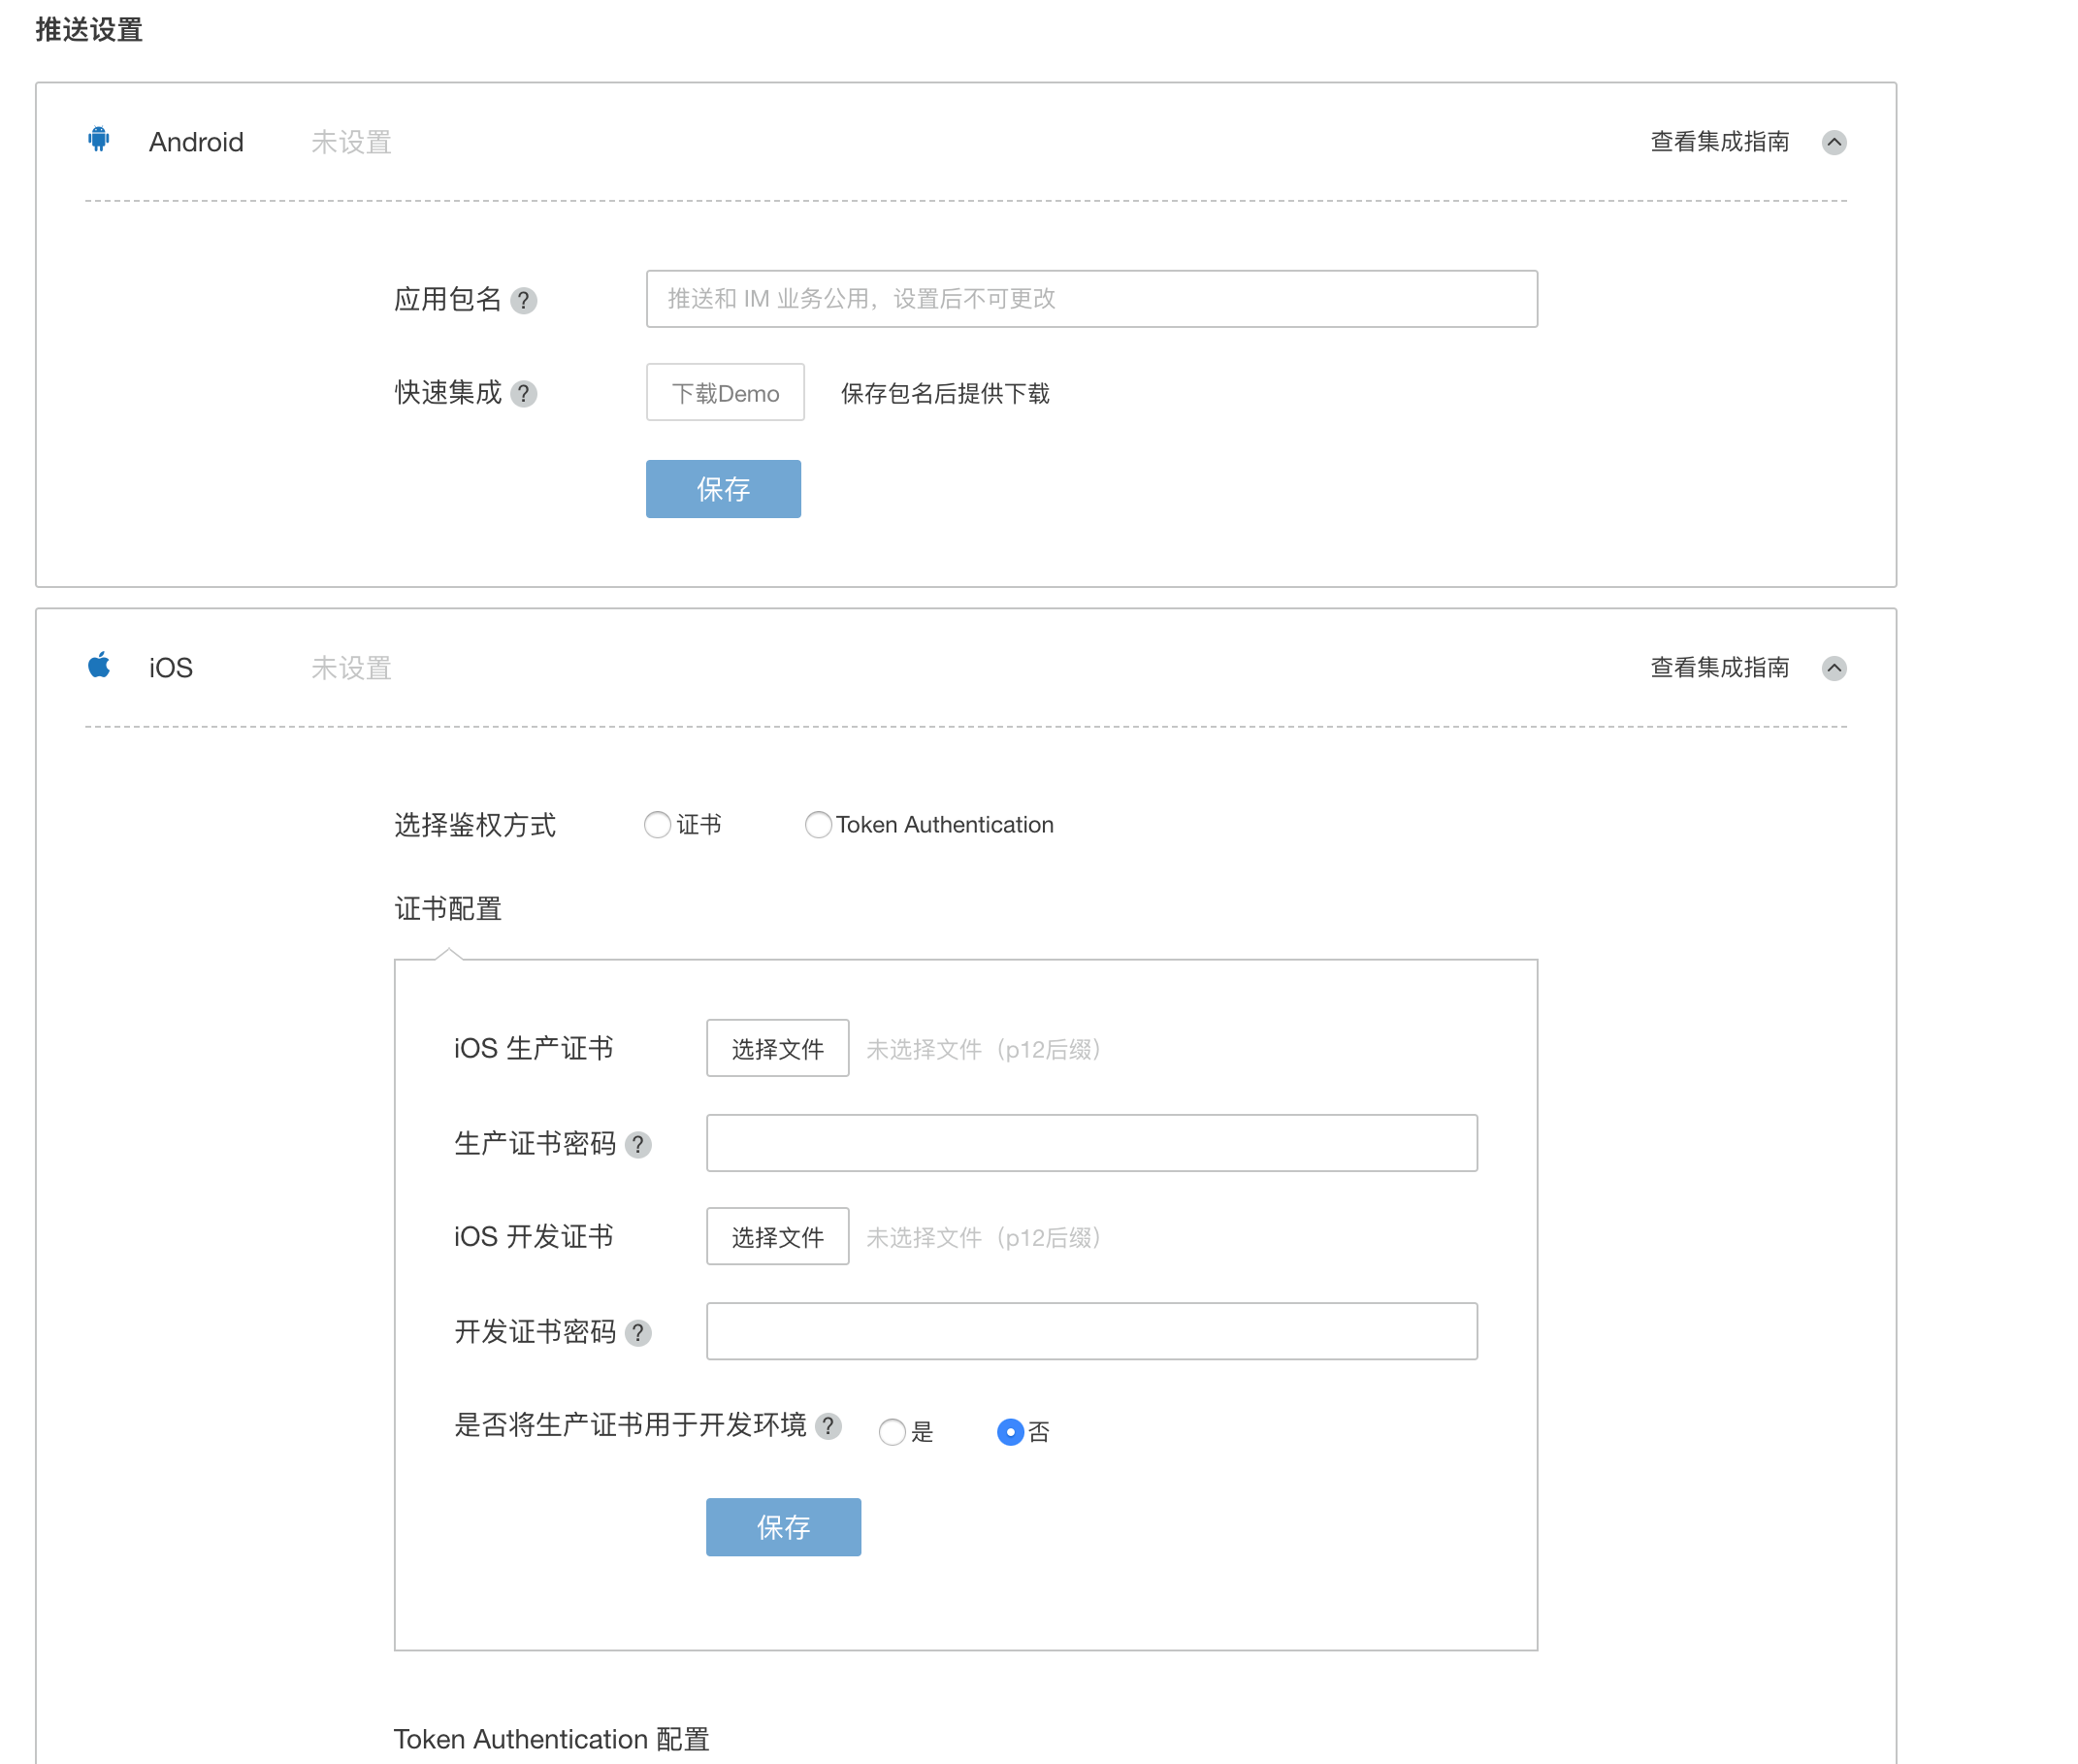 推送设置
Android 未设置 查看集成指南
应用包名 ? 推送和 IM 业务公用，设置后不可更改
快速集成 ? 下载Demo 保存包名后提供下载
保存
iOS 未设置 查看集成指南
选择鉴权方式 证书 Token Authentication
证书配置
iOS 生产证书 选择文件 未选择文件（p12后缀）
生产证书密码 ?
iOS 开发证书 选择文件 未选择文件（p12后缀）
开发证书密码 ?
是否将生产证书用于开发环境 ? 是 否
保存
Token Authentication 配置